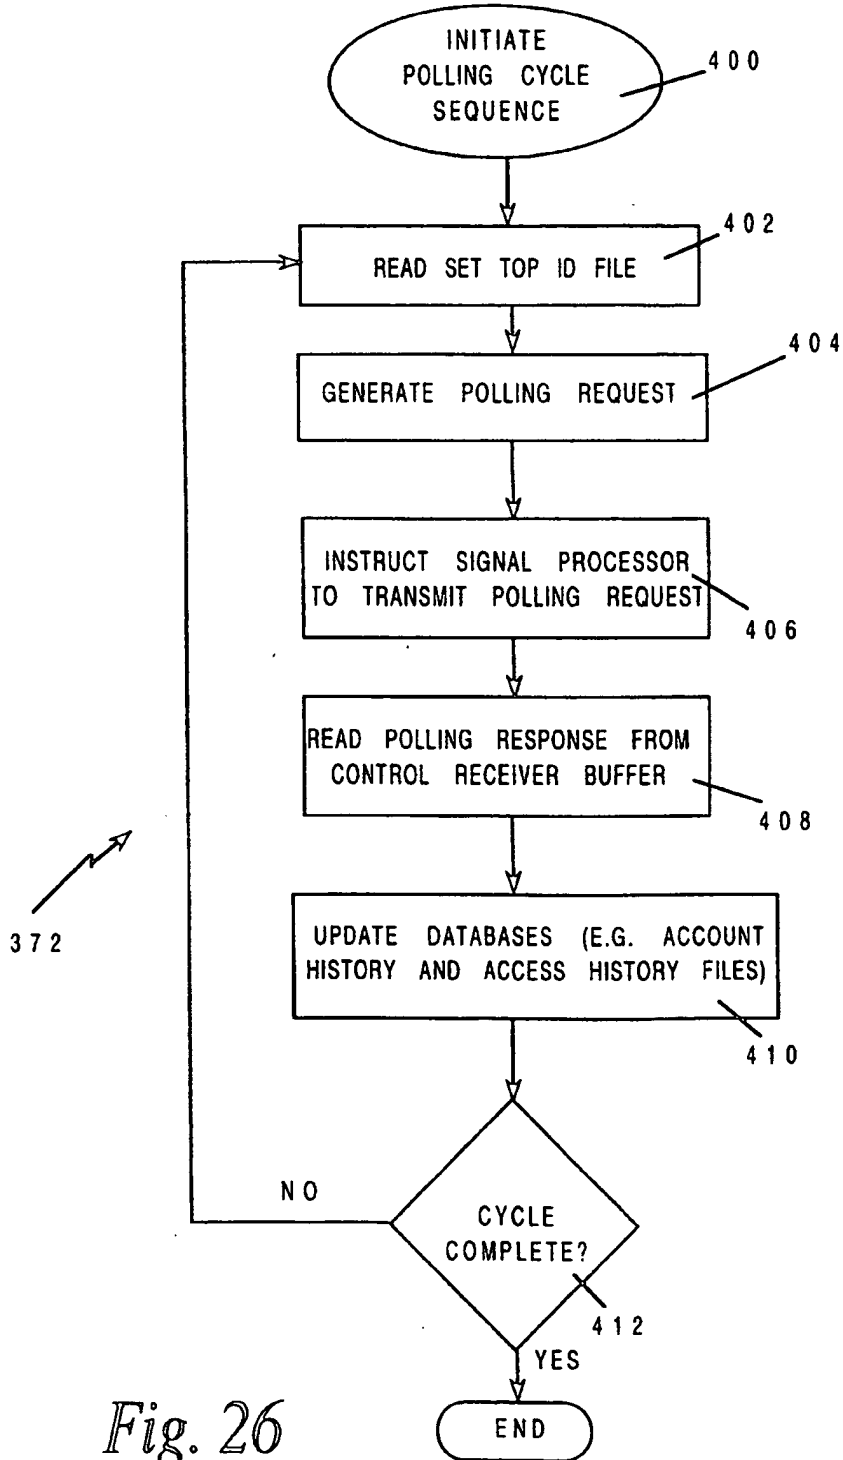 INITIATE
POLLING CYCLE
SEQUENCE
400
402
READ SET TOP ID FILE
404
GENERATE POLLING REQUEST
INSTRUCT SIGNAL PROCESSOR
TO TRANSMIT POLLING REQUEST
406
READ POLLING RESPONSE FROM
CONTROL RECEIVER BUFFER
408
372
UPDATE DATABASES (E.G. ACCOUNT
HISTORY AND ACCESS HISTORY FILES)
410
NO
CYCLE
COMPLETE?
412
YES
END
Fig. 26